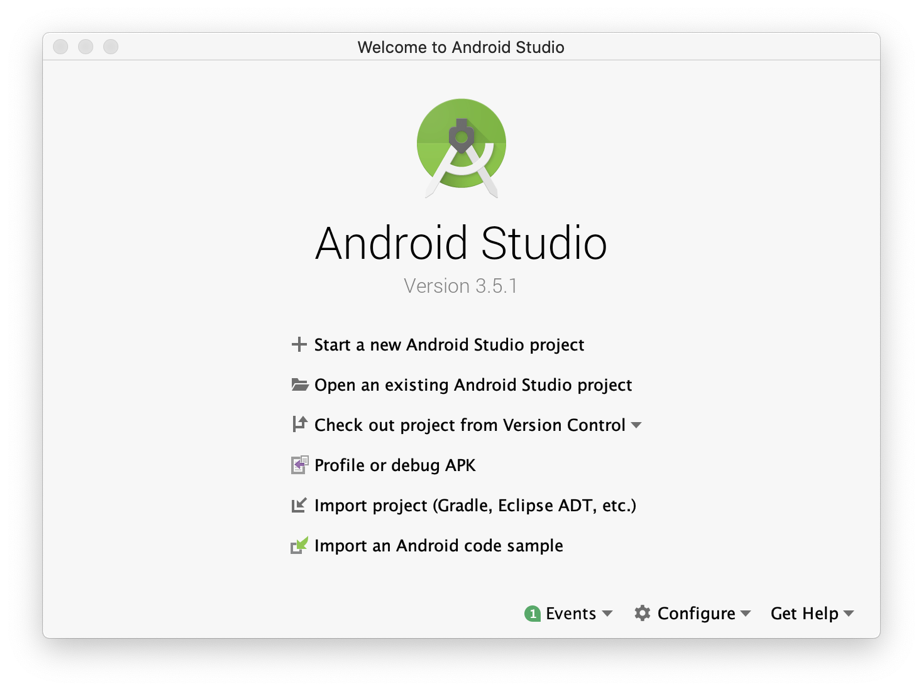 Welcome to Android Studio
Android Studio
Version 3.5.1
Start a new Android Studio project
Open an existing Android Studio project
Check out project from Version Control
Profile or debug APK
Import project (Gradle, Eclipse ADT, etc.)
Import an Android code sample
1 Events Configure Get Help